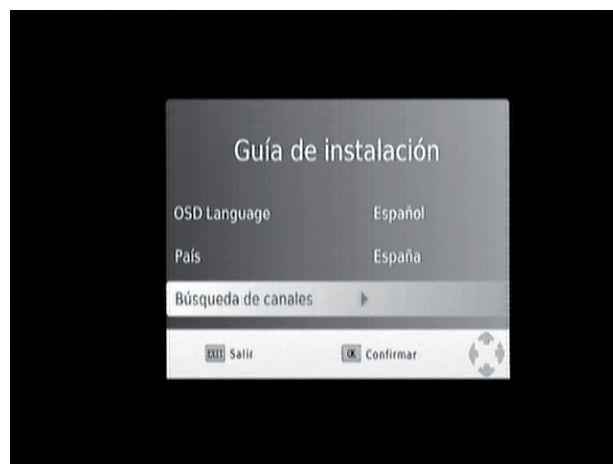 Guía de instalación
OSD Language Español
País España
Búsqueda de canales
EXIT Salir OK Confirmar